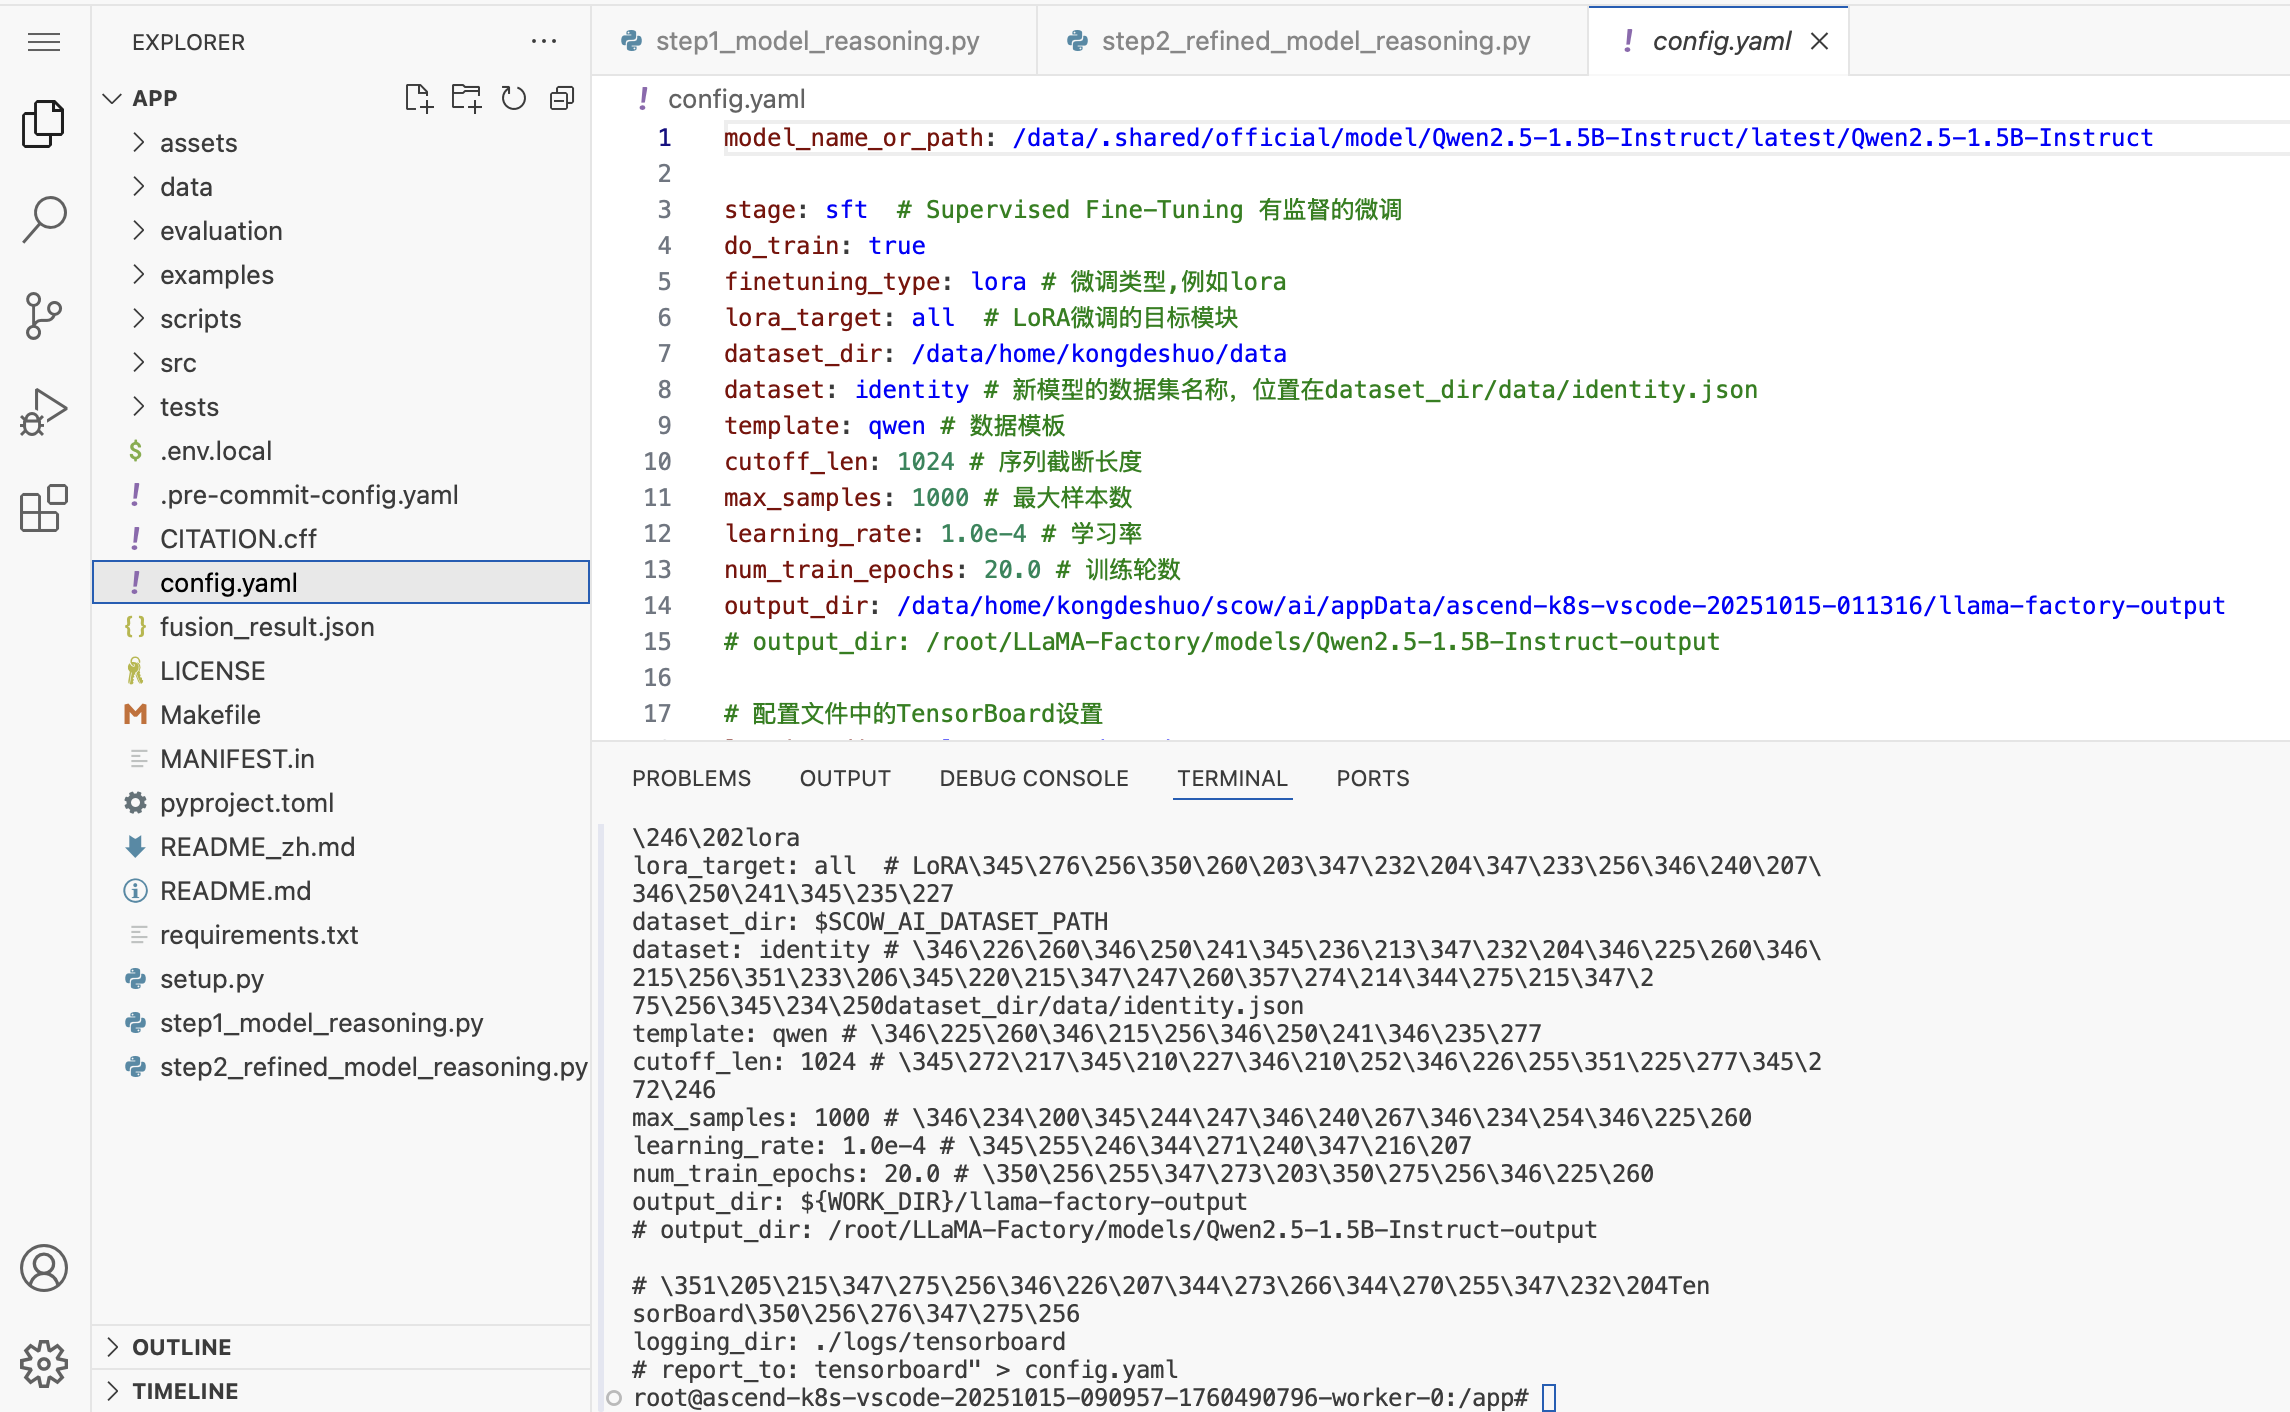 EXPLORER
APP
assets
data
evaluation
examples
scripts
src
tests
.env.local
.pre-commit-config.yaml
CITATION.cff
config.yaml
fusion_result.json
LICENSE
Makefile
MANIFEST.in
pyproject.toml
README_zh.md
README.md
requirements.txt
setup.py
step1_model_reasoning.py
step2_refined_model_reasoning.py
OUTLINE
TIMELINE
step1_model_reasoning.py
step2_refined_model_reasoning.py
config.yaml
config.yaml
1 model_name_or_path: /data/.shared/official/model/Qwen2.5-1.5B-Instruct/latest/Qwen2.5-1.5B-Instruct
2
3 stage: sft  # Supervised Fine-Tuning 有监督的微调
4 do_train: true
5 finetuning_type: lora # 微调类型,例如lora
6 lora_target: all  # LoRA微调的目标模块
7 dataset_dir: /data/home/kongdeshuo/data
8 dataset: identity # 新模型的数据集名称，位置在dataset_dir/data/identity.json
9 template: qwen # 数据模板
10 cutoff_len: 1024 # 序列截断长度
11 max_samples: 1000 # 最大样本数
12 learning_rate: 1.0e-4 # 学习率
13 num_train_epochs: 20.0 # 训练轮数
14 output_dir: /data/home/kongdeshuo/scow/ai/appData/ascend-k8s-vscode-20251015-011316/llama-factory-output
15 # output_dir: /root/LLaMA-Factory/models/Qwen2.5-1.5B-Instruct-output
16
17 # 配置文件中的TensorBoard设置
PROBLEMS OUTPUT DEBUG CONSOLE TERMINAL PORTS
\246\202lora
lora_target: all  # LoRA\345\276\256\350\260\203\347\232\204\347\233\256\346\240\207\
346\250\241\345\235\227
dataset_dir: $SCOW_AI_DATASET_PATH
dataset: identity # \346\226\260\346\250\241\345\236\213\347\232\204\346\225\260\346\
215\256\351\233\206\345\220\215\347\247\260\357\274\214\344\275\215\347\2
75\256\345\234\250dataset_dir/data/identity.json
template: qwen # \346\225\260\346\215\256\346\250\241\346\235\277
cutoff_len: 1024 # \345\272\217\345\210\227\346\210\252\346\226\255\351\225\277\345\2
72\246
max_samples: 1000 # \346\234\200\345\244\247\346\240\267\346\234\254\346\225\260
learning_rate: 1.0e-4 # \345\255\246\344\271\240\347\216\207
num_train_epochs: 20.0 # \350\256\255\347\273\203\350\275\256\346\225\260
output_dir: ${WORK_DIR}/llama-factory-output
# output_dir: /root/LLaMA-Factory/models/Qwen2.5-1.5B-Instruct-output
# \351\205\215\347\275\256\346\226\207\344\273\266\344\270\255\347\232\204Ten
sorBoard\350\256\276\347\275\256
logging_dir: ./logs/tensorboard
# report_to: tensorboard" > config.yaml
root@ascend-k8s-vscode-20251015-090957-1760490796-worker-0:/app#